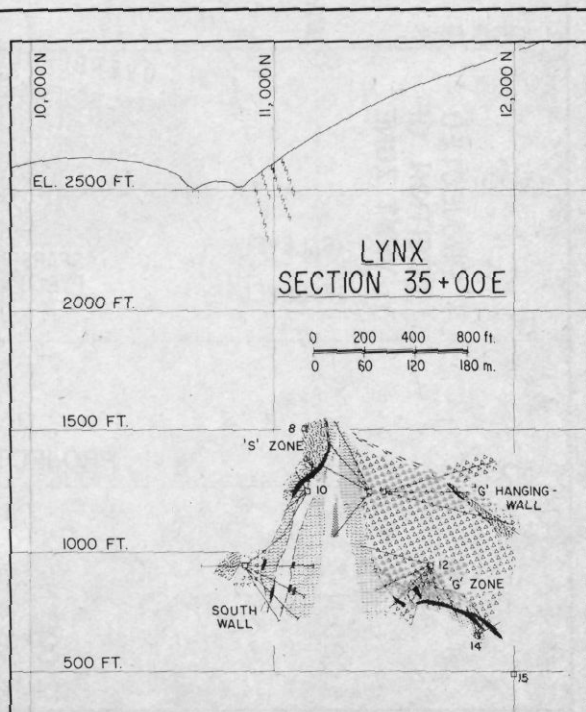 10,000 N
11,000 N
12,000 N
EL. 2500 FT.
LYNX
SECTION 35+00E
2000 FT.
0 200 400 800 ft.
0 60 120 180 m.
1500 FT.
8
'S' ZONE
10
'G' HANGING-
WALL
1000 FT.
12
'G' ZONE
SOUTH
WALL
14
500 FT.
15